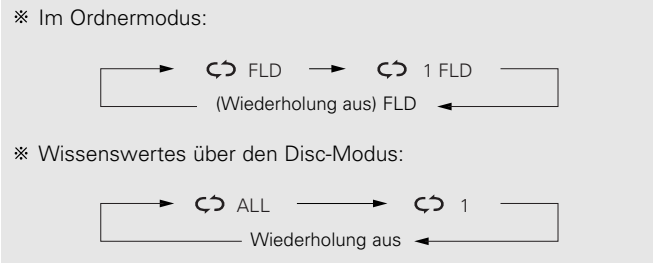 ※ Im Ordnermodus:
FLD 1 FLD
(Wiederholung aus) FLD
※ Wissenswertes über den Disc-Modus:
ALL 1
Wiederholung aus